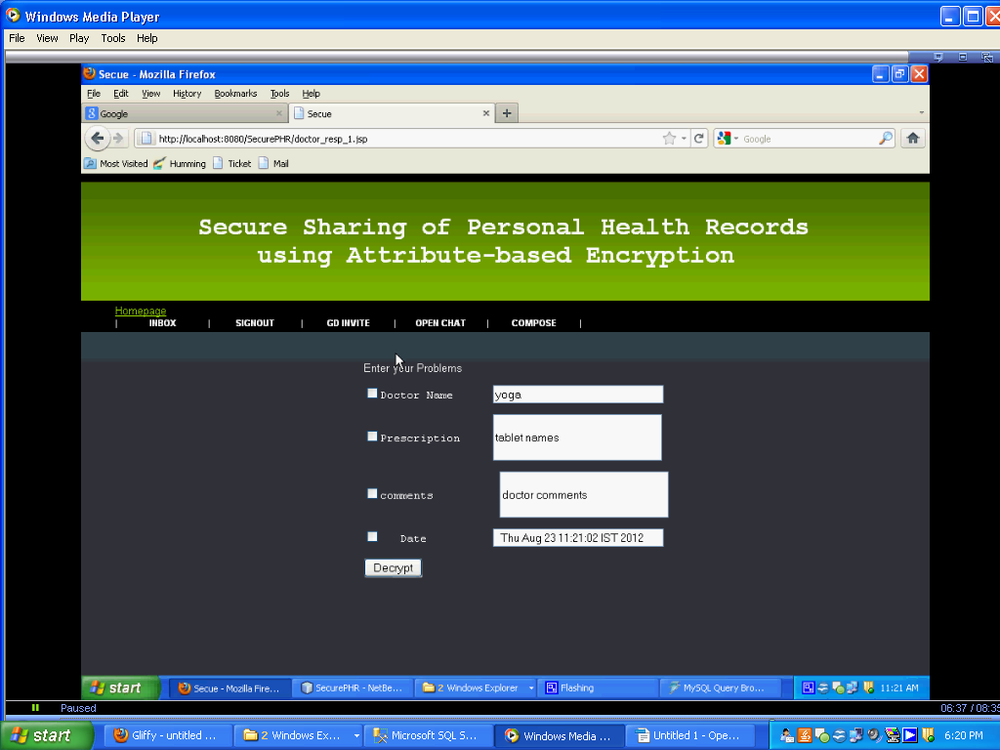 Windows Media Player
File View Play Tools Help
Secue - Mozilla Firefox
File Edit View History Bookmarks Tools Help
Google Secue
http://localhost:8080/SecurePHR/doctor_resp_1.jsp Google
Most Visited Humming Ticket Mail
Secure Sharing of Personal Health Records
using Attribute-based Encryption
Homepage
| INBOX | SIGNOUT | GD INVITE | OPEN CHAT | COMPOSE |
Enter your Problems
Doctor Name yoga
Prescription tablet names
comments doctor comments
Date Thu Aug 23 11:21:02 IST 2012
Decrypt
start Secue - Mozilla Fire... SecurePHR - NetBe... 2 Windows Explorer Flashing MySQL Query Bro... 11:21 AM
Paused 06:37 / 08:35
start Gliffy - untitled ... 2 Windows Ex... Microsoft SQL S... Windows Media ... Untitled 1 - Ope... 6:20 PM